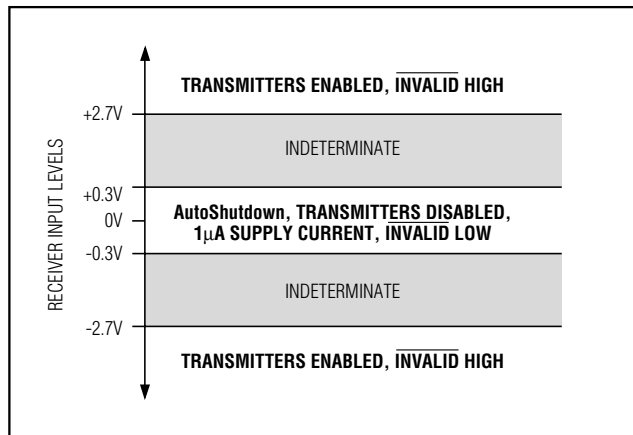 TRANSMITTERS ENABLED, INVALID HIGH
+2.7V
INDETERMINATE
+0.3V
AutoShutdown, TRANSMITTERS DISABLED,
0V
1µA SUPPLY CURRENT, INVALID LOW
-0.3V
INDETERMINATE
-2.7V
TRANSMITTERS ENABLED, INVALID HIGH
RECEIVER INPUT LEVELS